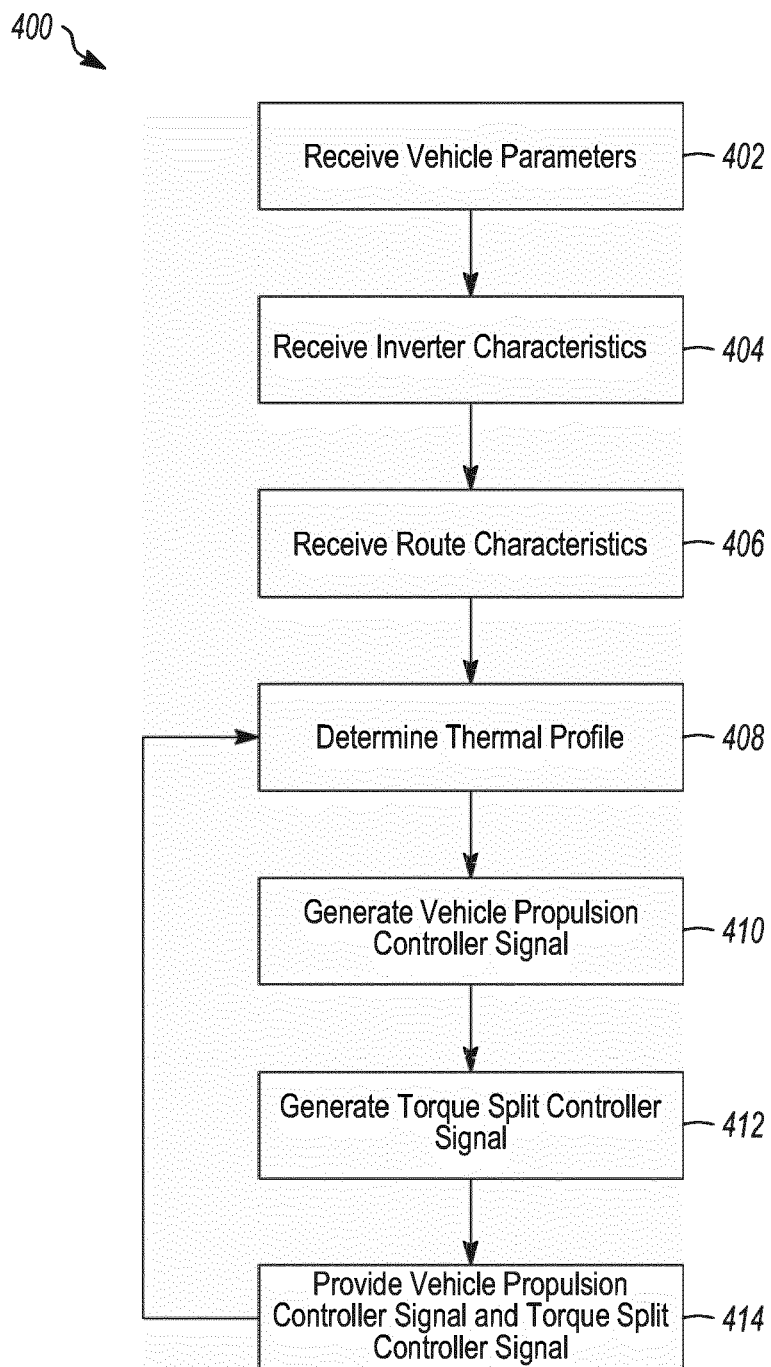 400
Receive Vehicle Parameters
402
Receive Inverter Characteristics
404
Receive Route Characteristics
406
Determine Thermal Profile
408
Generate Vehicle Propulsion
Controller Signal
410
Generate Torque Split Controller
Signal
412
Provide Vehicle Propulsion
Controller Signal and Torque Split
Controller Signal
414